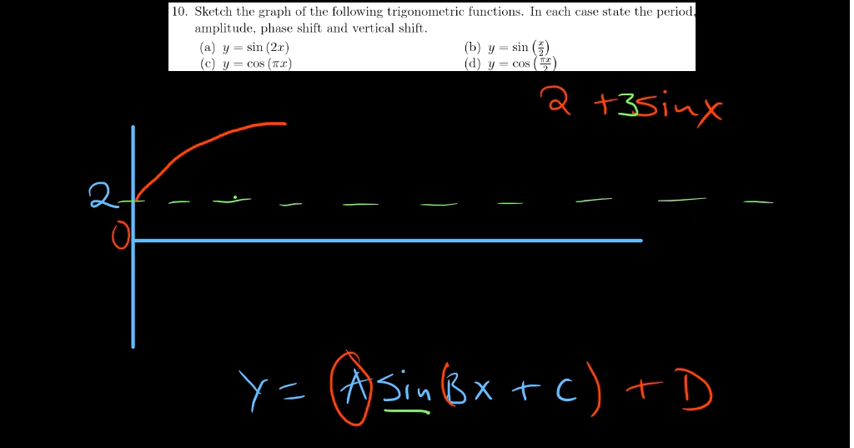 10. Sketch the graph of the following trigonometric functions. In each case state the period, amplitude, phase shift and vertical shift.
(a) y = sin (2x) (b) y = sin (x/2)
(c) y = cos (πx) (d) y = cos (πx/2)
2 + 3sinx
2
0
Y = A sin(Bx + C) + D